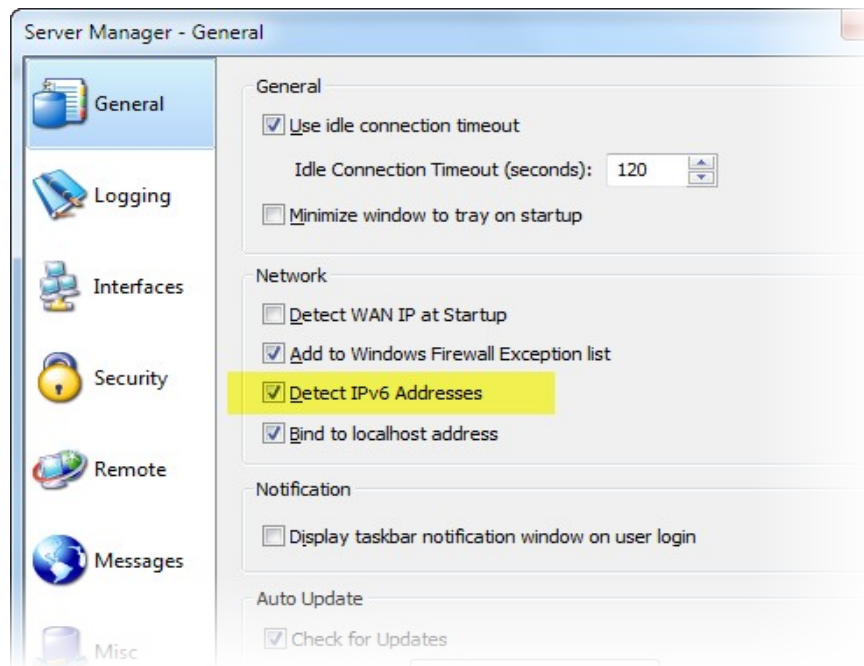 Server Manager - General
General
Logging
Interfaces
Security
Remote
Messages
Misc
General
Use idle connection timeout
Idle Connection Timeout (seconds): 120
Minimize window to tray on startup
Network
Detect WAN IP at Startup
Add to Windows Firewall Exception list
Detect IPv6 Addresses
Bind to localhost address
Notification
Display taskbar notification window on user login
Auto Update
Check for Updates